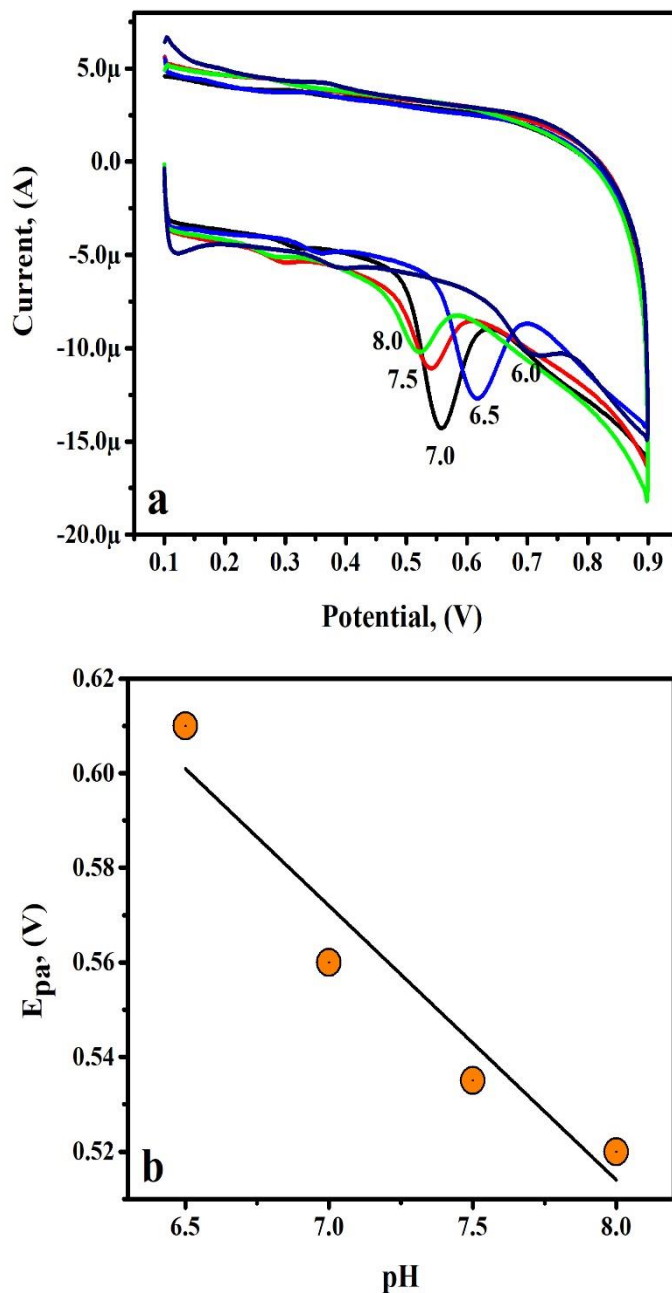 5.0μ
0.0
-5.0μ
-10.0μ
-15.0μ
-20.0μ
Current, (A)
8.0
7.5
7.0
6.5
6.0
a
0.1 0.2 0.3 0.4 0.5 0.6 0.7 0.8 0.9
Potential, (V)
0.62
0.60
0.58
0.56
0.54
0.52
Epa, (V)
b
6.5 7.0 7.5 8.0
pH